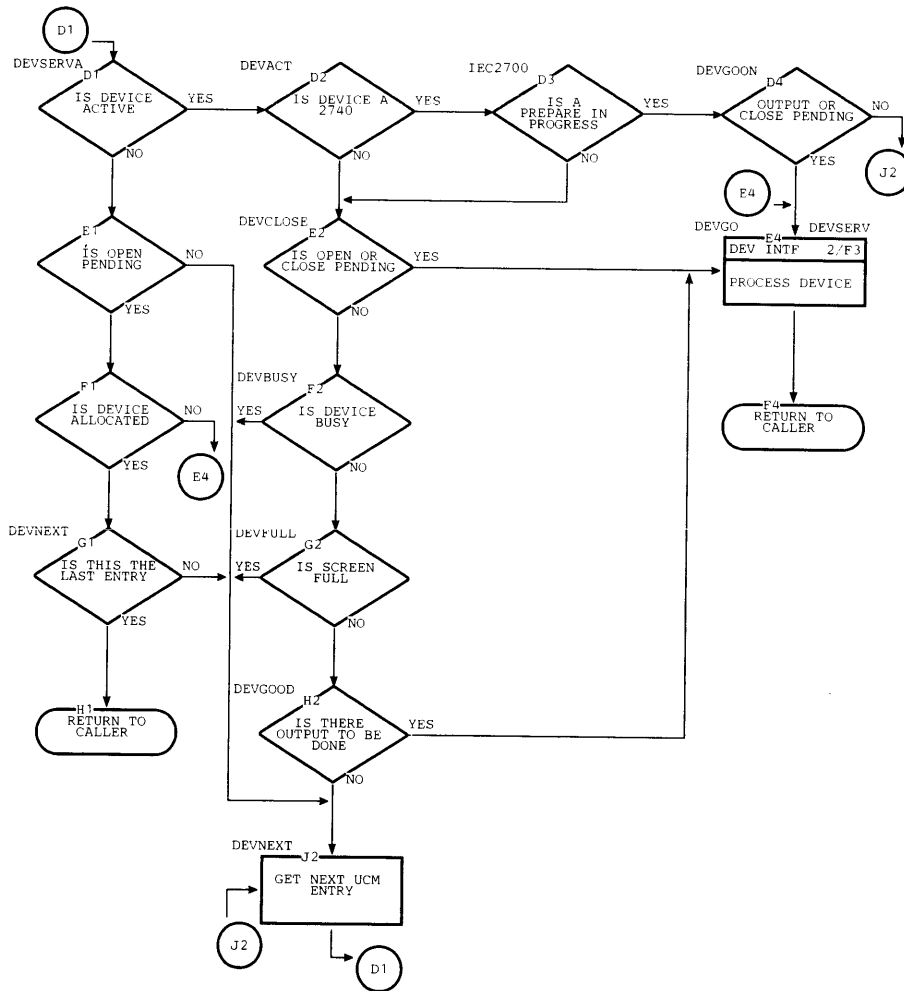 D1
DEVSERVA
D1
IS DEVICE
ACTIVE
YES
NO
DEVACT
D2
IS DEVICE A
2740
YES
NO
IEC2700
D3
IS A
PREPARE IN
PROGRESS
YES
NO
DEVGOON
D4
OUTPUT OR
CLOSE PENDING
NO
YES
J2
E4
E1
IS OPEN
PENDING
NO
YES
DEVCLOSE
E2
IS OPEN OR
CLOSE PENDING
YES
NO
DEVGO
DEVSERV
E4
DEV INTF 2/F3
PROCESS DEVICE
F1
IS DEVICE
ALLOCATED
NO
YES
E4
DEVBUSY
F2
YES
IS DEVICE
BUSY
NO
F4
RETURN TO
CALLER
DEVNEXT
G1
IS THIS THE
LAST ENTRY
NO
YES
DEVFULL
G2
YES
IS SCREEN
FULL
NO
H1
RETURN TO
CALLER
DEVGOOD
H2
IS THERE
OUTPUT TO BE
DONE
YES
NO
DEVNEXT
J2
GET NEXT UCM
ENTRY
J2
D1